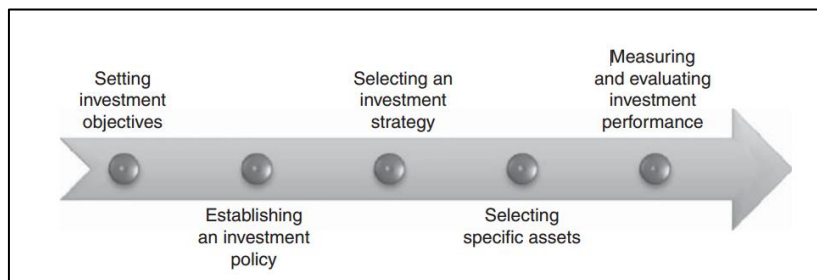 Setting
investment
objectives
Establishing
an investment
policy
Selecting an
investment
strategy
Selecting
specific assets
Measuring
and evaluating
investment
performance